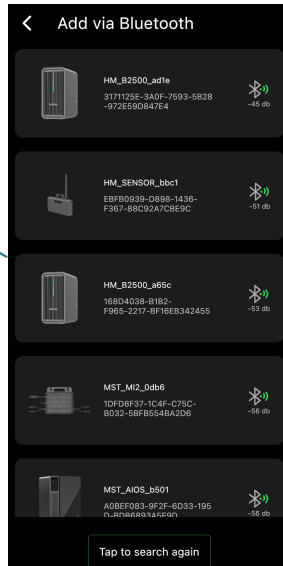 Add via Bluetooth
HM_B2500_ad1e
3171125E-3A0F-7593-5B28
-972E59D847E4
-45 db
HM_SENSOR_bbc1
EBFB0939-D898-1436-
F367-88C92A7CBE9C
-51 db
HM_B2500_a65c
168D4038-B1B2-
F965-2217-BF16EB342455
-53 db
MST_MI2_0db6
1DFD8F37-1C4F-C75C-
B032-5BFB554BA2D6
-56 db
MST_AIOS_b501
A0BEF083-9F2F-6D33-195
D-BDB6893A5F9D
-56 db
Tap to search again